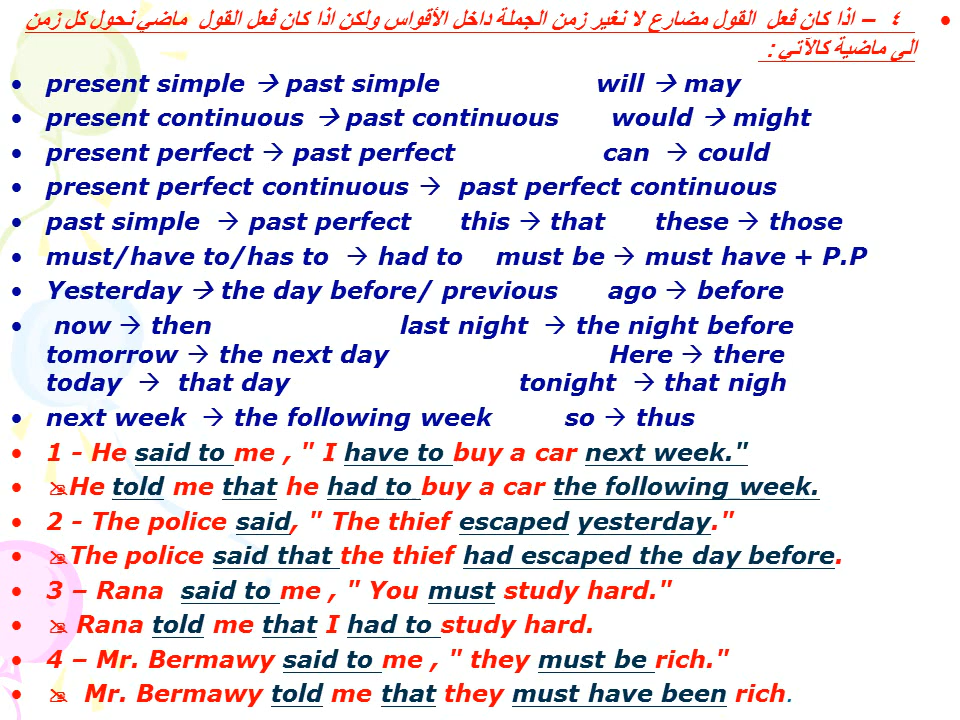 • ٤ – اذا كان فعل القول مضارع لا نغير زمن الجملة داخل الأقواس ولكن اذا كان فعل القول ماضي نحول كل زمن
الى ماضية كالآتي :
• present simple → past simple will → may
• present continuous → past continuous would → might
• present perfect → past perfect can → could
• present perfect continuous → past perfect continuous
• past simple → past perfect this → that these → those
• must/have to/has to → had to must be → must have + P.P
• Yesterday → the day before/ previous ago → before
• now → then last night → the night before
tomorrow → the next day Here → there
today → that day tonight → that nigh
• next week → the following week so → thus
• 1 - He said to me , " I have to buy a car next week."
• He told me that he had to buy a car the following week.
• 2 - The police said, " The thief escaped yesterday."
• The police said that the thief had escaped the day before.
• 3 – Rana said to me , " You must study hard."
• Rana told me that I had to study hard.
• 4 – Mr. Bermawy said to me , " they must be rich."
• Mr. Bermawy told me that they must have been rich.